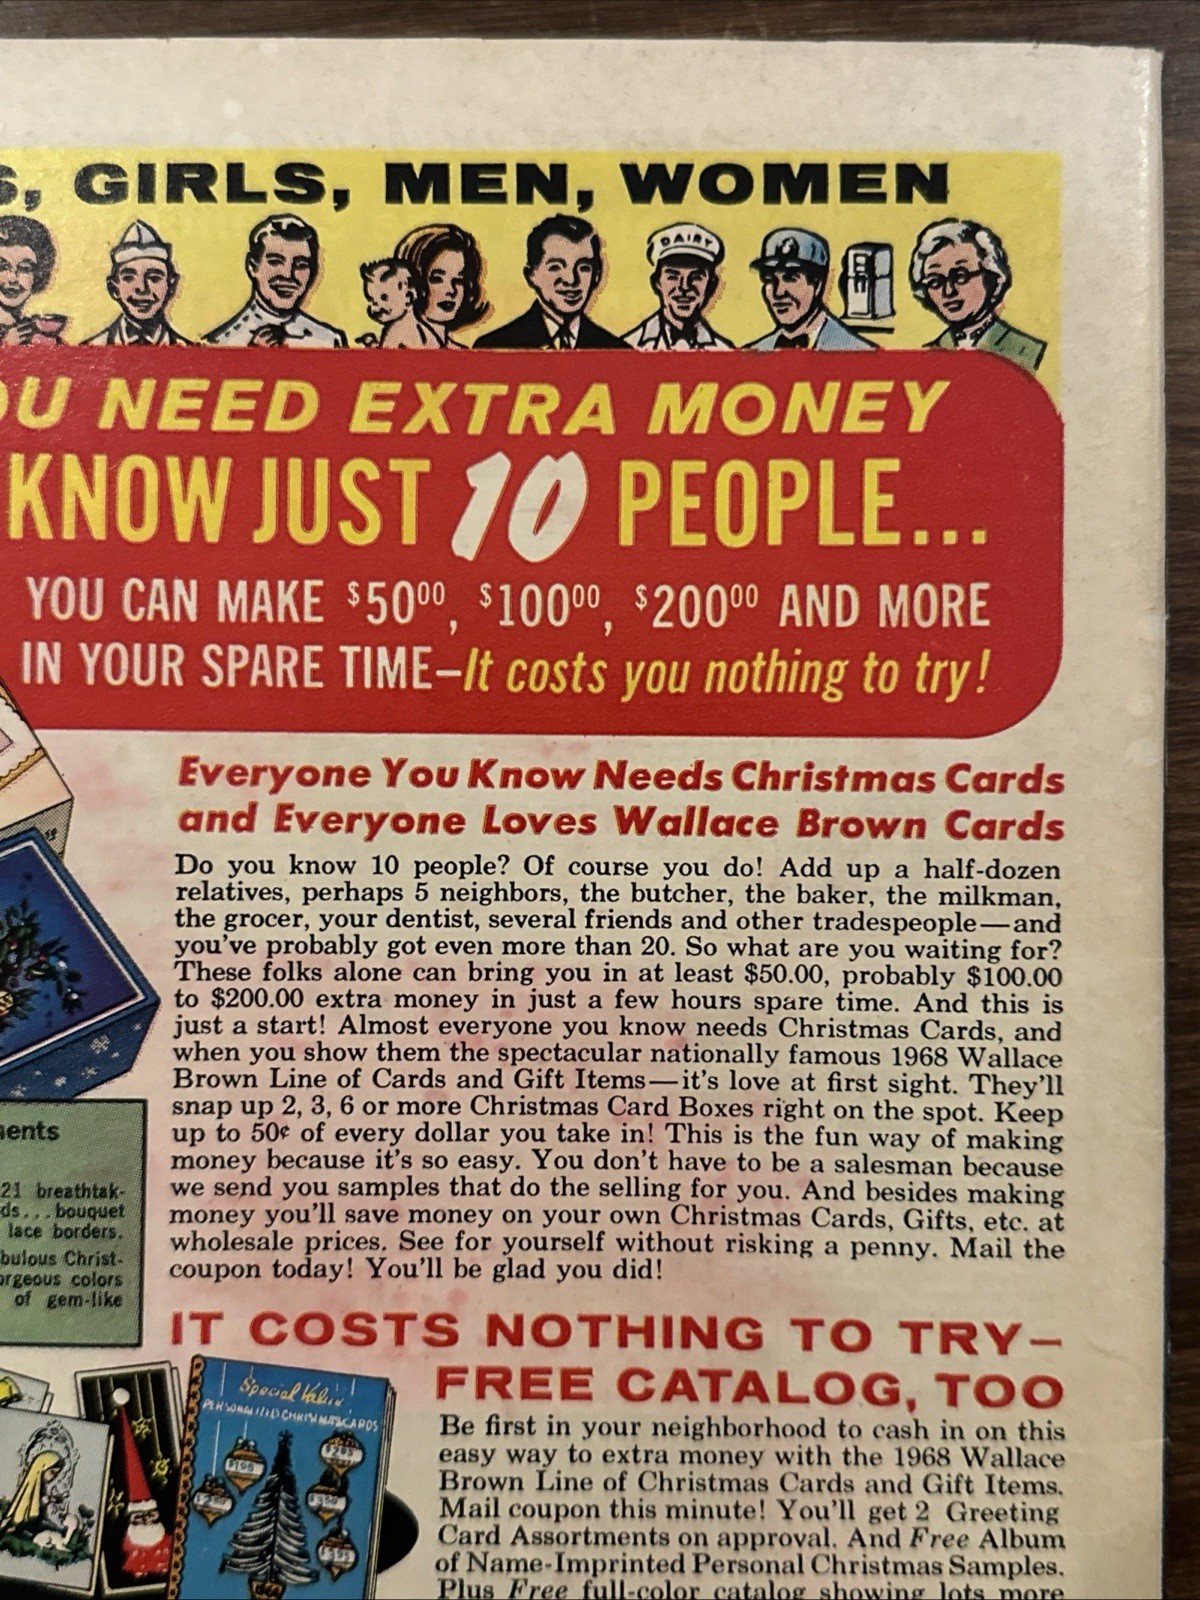 S, GIRLS, MEN, WOMEN
DAIRY
OU NEED EXTRA MONEY
KNOW JUST 10 PEOPLE...
YOU CAN MAKE $50⁰⁰, $100⁰⁰, $200⁰⁰ AND MORE
IN YOUR SPARE TIME—It costs you nothing to try!
Everyone You Know Needs Christmas Cards
and Everyone Loves Wallace Brown Cards
Do you know 10 people? Of course you do! Add up a half-dozen
relatives, perhaps 5 neighbors, the butcher, the baker, the milkman,
the grocer, your dentist, several friends and other tradespeople—and
you've probably got even more than 20. So what are you waiting for?
These folks alone can bring you in at least $50.00, probably $100.00
to $200.00 extra money in just a few hours spare time. And this is
just a start! Almost everyone you know needs Christmas Cards, and
when you show them the spectacular nationally famous 1968 Wallace
Brown Line of Cards and Gift Items—it's love at first sight. They'll
snap up 2, 3, 6 or more Christmas Card Boxes right on the spot. Keep
up to 50¢ of every dollar you take in! This is the fun way of making
money because it's so easy. You don't have to be a salesman because
we send you samples that do the selling for you. And besides making
money you'll save money on your own Christmas Cards, Gifts, etc. at
wholesale prices. See for yourself without risking a penny. Mail the
coupon today! You'll be glad you did!
ents
21 breathtak-
ds...bouquet
lace borders.
bulous Christ-
orgeous colors
of gem-like
IT COSTS NOTHING TO TRY—
FREE CATALOG, TOO
Special Value
PERSONALIZED CHRISTMAS CARDS
Be first in your neighborhood to cash in on this
easy way to extra money with the 1968 Wallace
Brown Line of Christmas Cards and Gift Items.
Mail coupon this minute! You'll get 2 Greeting
Card Assortments on approval. And Free Album
of Name-Imprinted Personal Christmas Samples.
Plus Free full-color catalog showing lots more